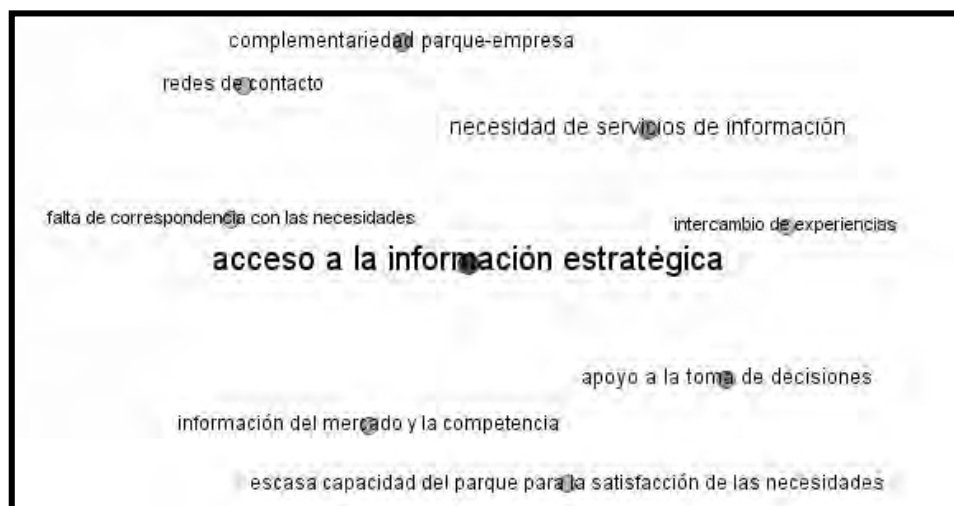 complementariedad parque-empresa
redes de contacto
necesidad de servicios de información
falta de correspondencia con las necesidades
intercambio de experiencias
acceso a la información estratégica
apoyo a la toma de decisiones
información del mercado y la competencia
escasa capacidad del parque para la satisfacción de las necesidades